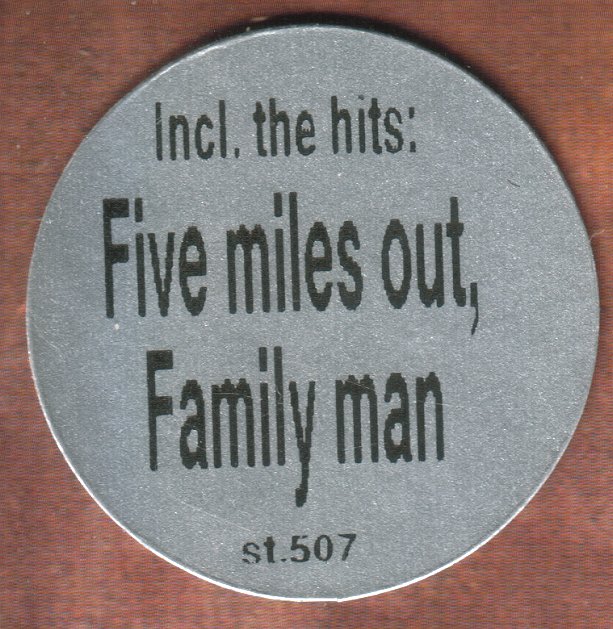 Incl. the hits:
Five miles out,
Family man
st.507